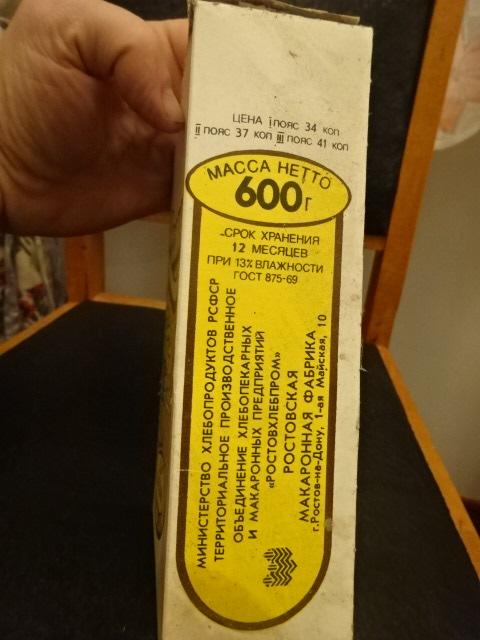 ЦЕНА I ПОЯС 34 КОП
II ПОЯС 37 КОП III ПОЯС 41 КОП
МАССА НЕТТО
600г
СРОК ХРАНЕНИЯ
12 МЕСЯЦЕВ
ПРИ 13% ВЛАЖНОСТИ
ГОСТ 875-69
МИНИСТЕРСТВО ХЛЕБОПРОДУКТОВ РСФСР
ТЕРРИТОРИАЛЬНОЕ ПРОИЗВОДСТВЕННОЕ
ОБЪЕДИНЕНИЕ ХЛЕБОПЕКАРНЫХ
И МАКАРОННЫХ ПРЕДПРИЯТИЙ
«РОСТОВХЛЕБПРОМ»
РОСТОВСКАЯ
МАКАРОННАЯ ФАБРИКА
г.Ростов-на-Дону, 1-ая Майская, 10